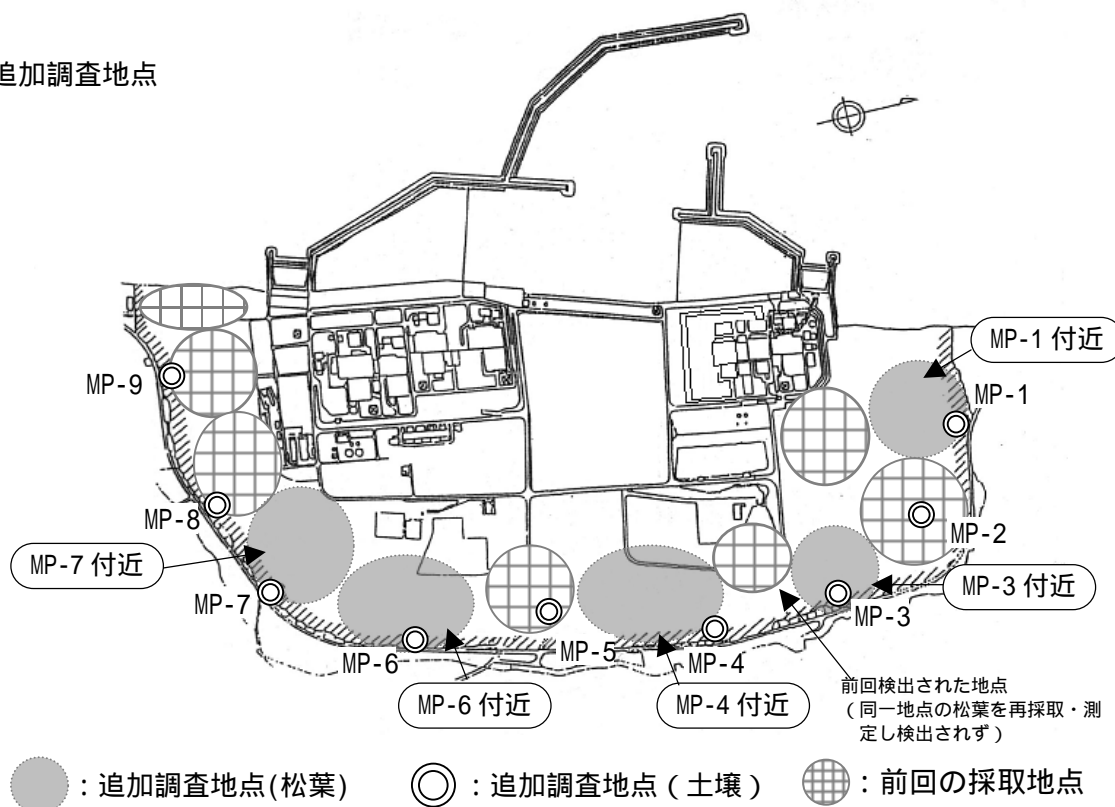 追加調査地点
MP-1 付近
MP-1
MP-9
MP-2
MP-8
MP-7 付近
MP-3 付近
MP-7
MP-3
MP-6
MP-5
MP-4
MP-6 付近
MP-4 付近
前回検出された地点
(同一地点の松葉を再採取・測
定し検出されず)
：追加調査地点(松葉)
：追加調査地点（土壌）
：前回の採取地点